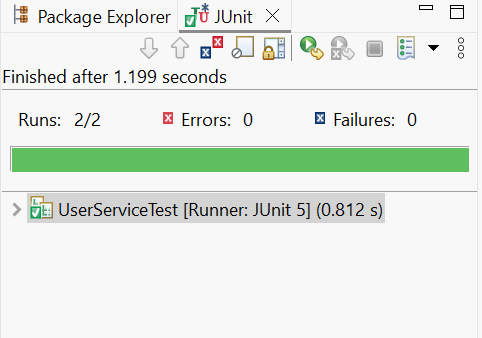 Package Explorer JUnit
Finished after 1.199 seconds
Runs: 2/2 Errors: 0 Failures: 0
UserServiceTest [Runner: JUnit 5] (0.812 s)